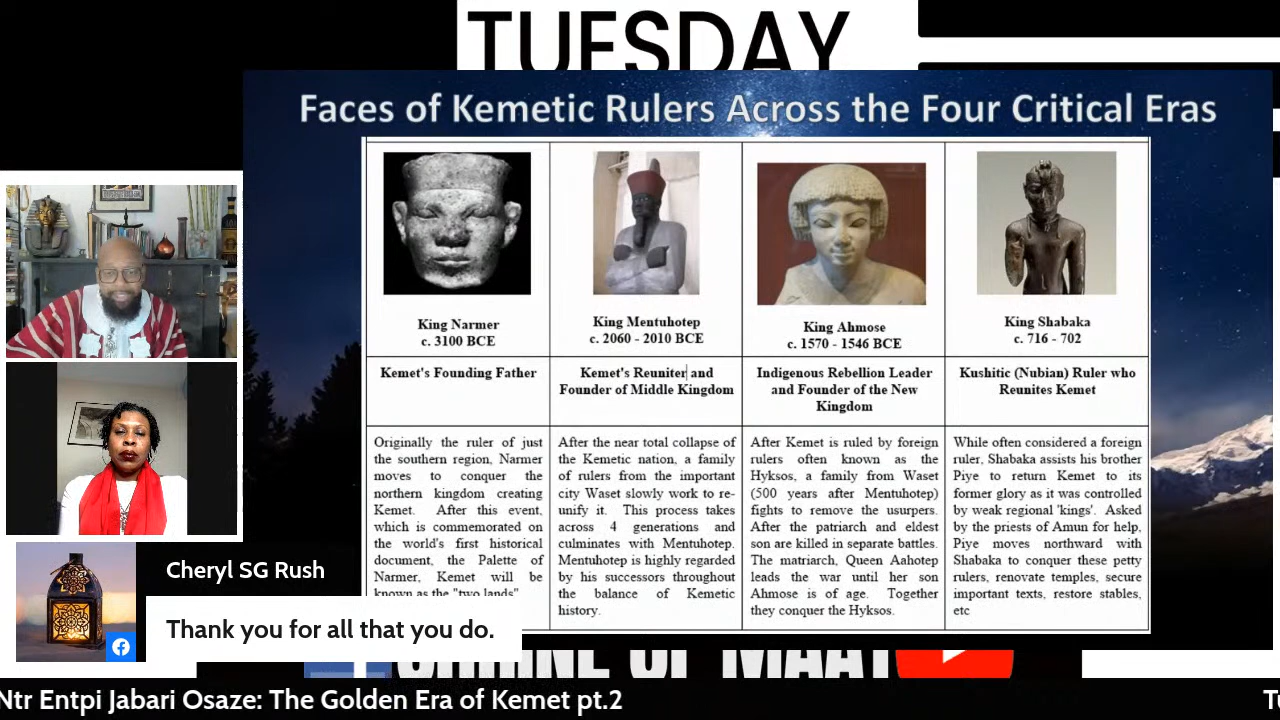 TUESDAY
Faces of Kemetic Rulers Across the Four Critical Eras
King Narmer
c. 3100 BCE
King Mentuhotep
c. 2060 - 2010 BCE
King Ahmose
c. 1570 - 1546 BCE
King Shabaka
c. 716 - 702
Kemet's Founding Father
Kemet's Reuniter and
Founder of Middle Kingdom
Indigenous Rebellion Leader
and Founder of the New
Kingdom
Kushitic (Nubian) Ruler who
Reunites Kemet
Originally the ruler of just
the southern region, Narmer
moves to conquer the
northern kingdom creating
Kemet. After this event,
which is commemorated on
the world's first historical
document, the Palette of
Narmer, Kemet will be
known as the "two lands"
After the near total collapse of
the Kemetic nation, a family
of rulers from the important
city Waset slowly work to re-
unify it. This process takes
across 4 generations and
culminates with Mentuhotep.
Mentuhotep is highly regarded
by his successors throughout
the balance of Kemetic
history.
After Kemet is ruled by foreign
rulers often known as the
Hyksos, a family from Waset
(500 years after Mentuhotep)
fights to remove the usurpers.
After the patriarch and eldest
son are killed in separate battles.
The matriarch, Queen Aahotep
leads the war until her son
Ahmose is of age. Together
they conquer the Hyksos.
While often considered a foreign
ruler, Shabaka assists his brother
Piye to return Kemet to its
former glory as it was controlled
by weak regional 'kings'. Asked
by the priests of Amun for help,
Piye moves northward with
Shabaka to conquer these petty
rulers, renovate temples, secure
important texts, restore stables,
etc
Cheryl SG Rush
Thank you for all that you do.
SHRINE OF MAAT
Ntr Entpi Jabari Osaze: The Golden Era of Kemet pt.2